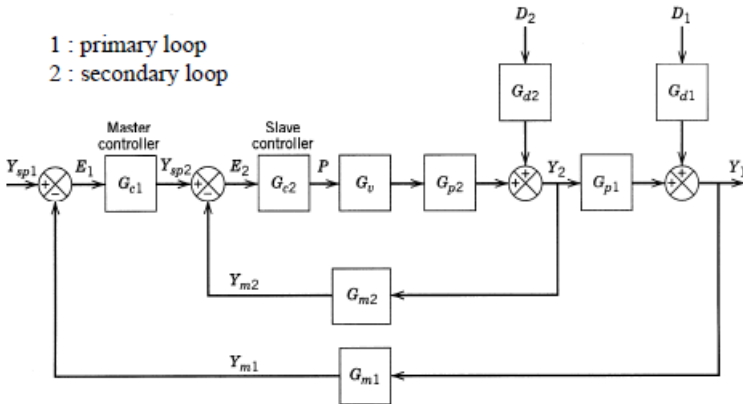 1 : primary loop
2 : secondary loop
D2
D1
Gd2
Gd1
Master
controller
Slave
controller
Ysp1
E1
Gc1
Ysp2
E2
Gc2
P
Gv
Gp2
Y2
Gp1
Y1
+
−
+
−
+
+
+
+
Ym2
Gm2
Ym1
Gm1